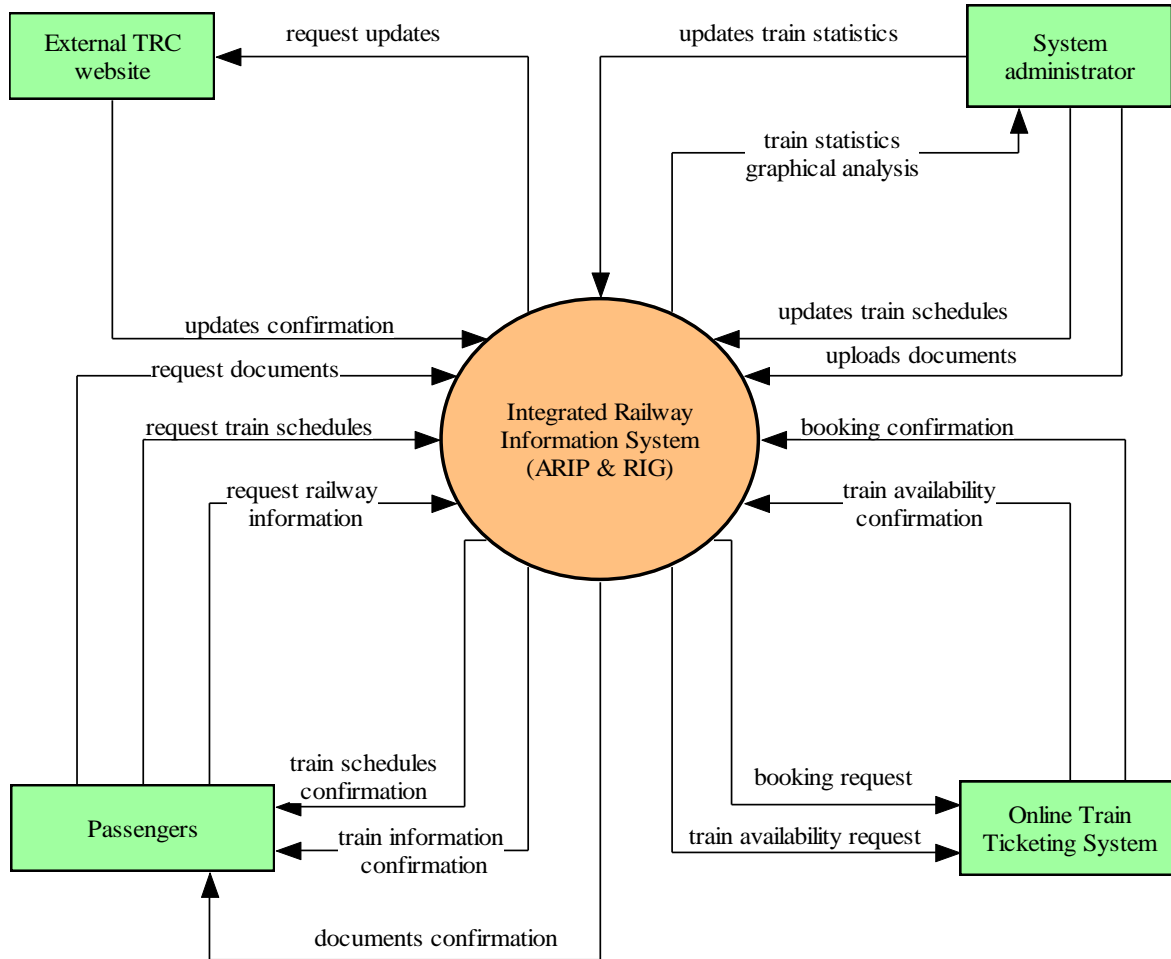 External TRC
website
request updates
updates train statistics
System
administrator
train statistics
graphical analysis
updates confirmation
request documents
request train schedules
request railway
information
Integrated Railway
Information System
(ARIP & RIG)
updates train schedules
uploads documents
booking confirmation
train availability
confirmation
train schedules
confirmation
Passengers
train information
confirmation
documents confirmation
booking request
train availability request
Online Train
Ticketing System